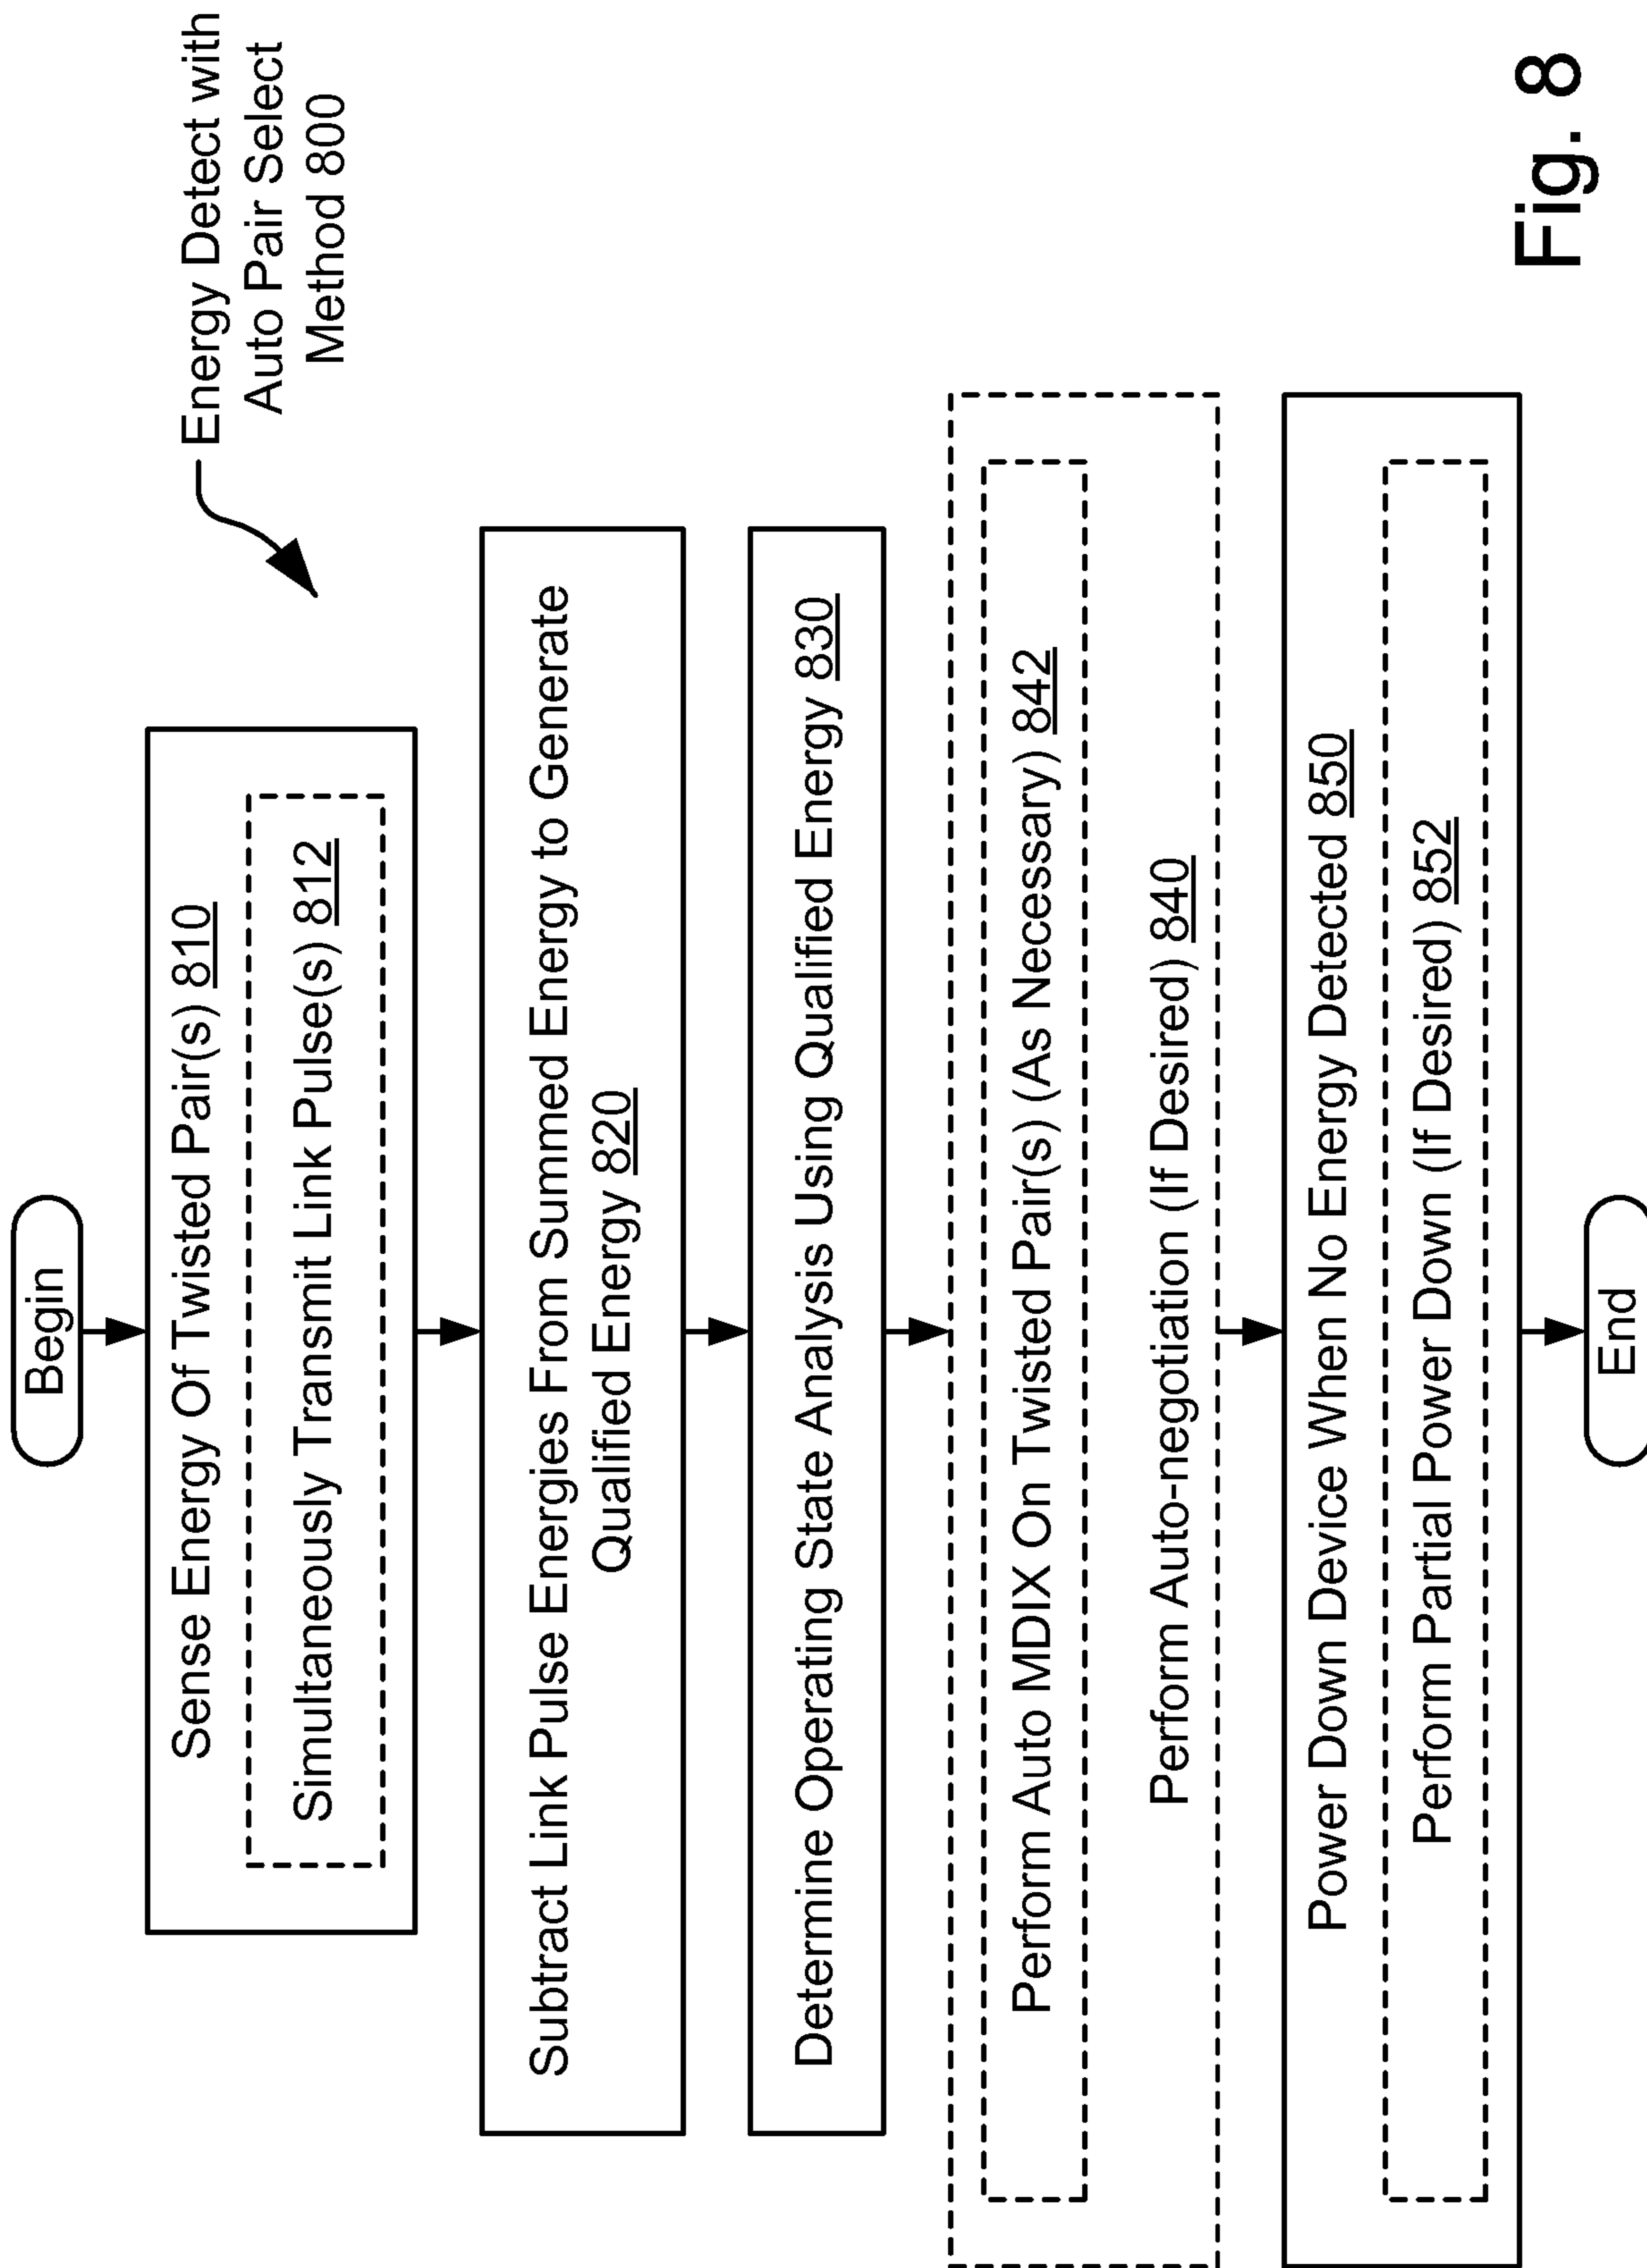 Energy Detect with
Auto Pair Select
Method 800
Begin
Sense Energy Of Twisted Pair(s) 810
Simultaneously Transmit Link Pulse(s) 812
Subtract Link Pulse Energies From Summed Energy to Generate
Qualified Energy 820
Determine Operating State Analysis Using Qualified Energy 830
Perform Auto MDIX On Twisted Pair(s) (As Necessary) 842
Perform Auto-negotiation (If Desired) 840
Power Down Device When No Energy Detected 850
Perform Partial Power Down (If Desired) 852
End
Fig. 8